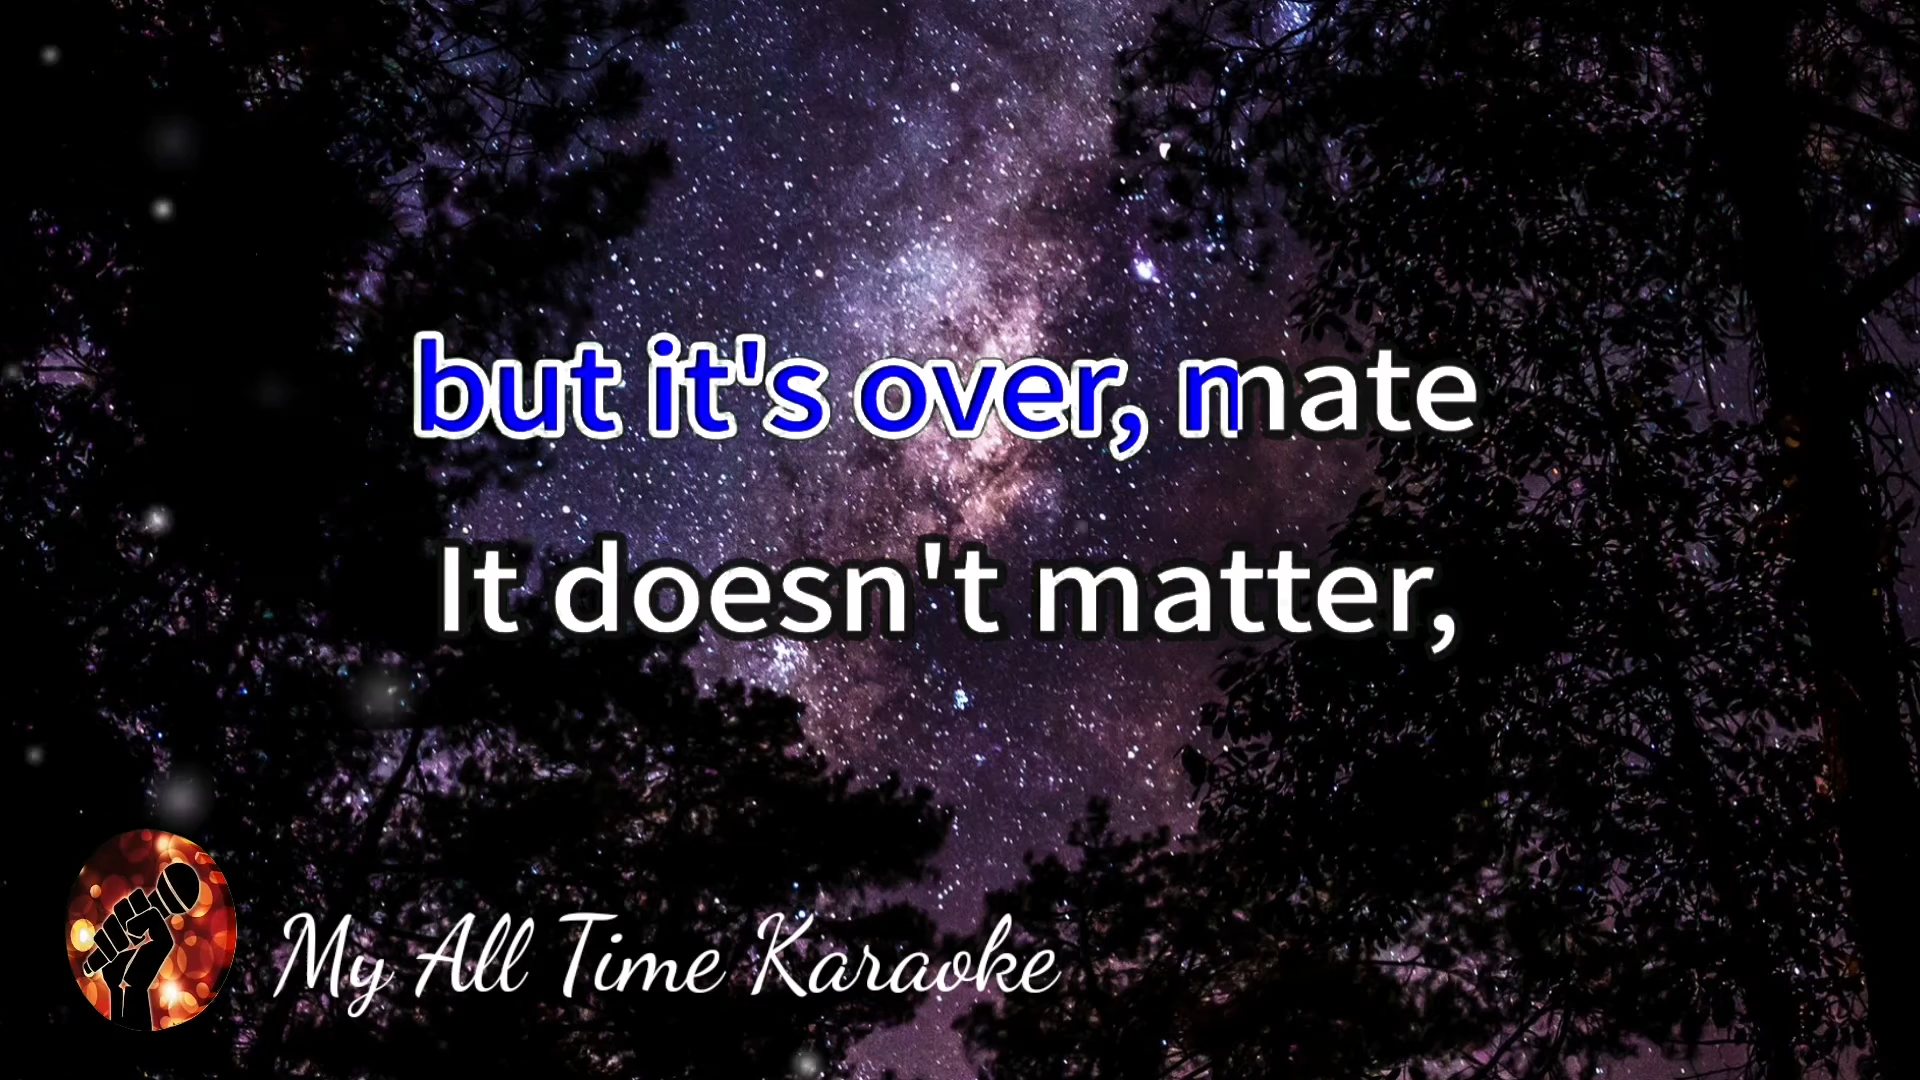 but it's over, mate
It doesn't matter,
My All Time Karaoke